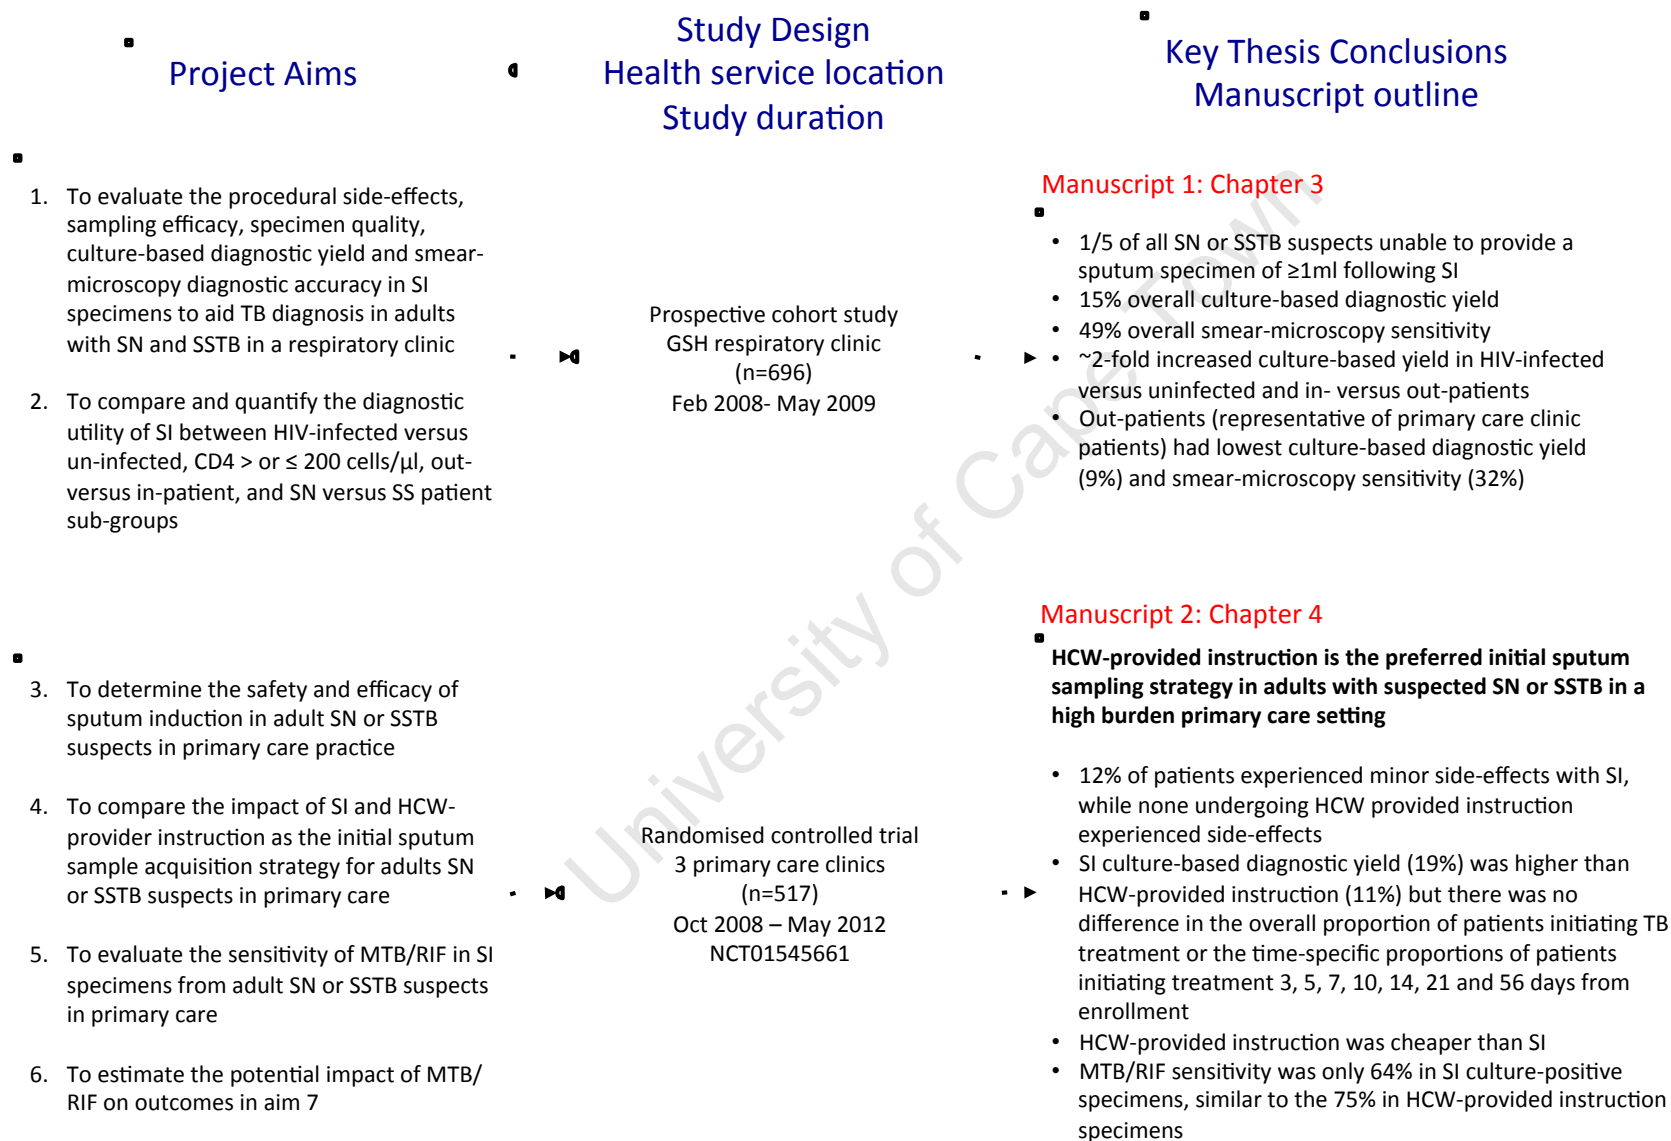 Project Aims
Study Design
Health service location
Study duration
Key Thesis Conclusions
Manuscript outline
1. To evaluate the procedural side-effects,
sampling efficacy, specimen quality,
culture-based diagnostic yield and smear-
microscopy diagnostic accuracy in SI
specimens to aid TB diagnosis in adults
with SN and SSTB in a respiratory clinic
2. To compare and quantify the diagnostic
utility of SI between HIV-infected versus
un-infected, CD4 > or ≤ 200 cells/µl, out-
versus in-patient, and SN versus SS patient
sub-groups
Prospective cohort study
GSH respiratory clinic
(n=696)
Feb 2008- May 2009
Manuscript 1: Chapter 3
• 1/5 of all SN or SSTB suspects unable to provide a
sputum specimen of ≥1ml following SI
• 15% overall culture-based diagnostic yield
• 49% overall smear-microscopy sensitivity
• ~2-fold increased culture-based yield in HIV-infected
versus uninfected and in- versus out-patients
• Out-patients (representative of primary care clinic
patients) had lowest culture-based diagnostic yield
(9%) and smear-microscopy sensitivity (32%)
3. To determine the safety and efficacy of
sputum induction in adult SN or SSTB
suspects in primary care practice
4. To compare the impact of SI and HCW-
provider instruction as the initial sputum
sample acquisition strategy for adults SN
or SSTB suspects in primary care
5. To evaluate the sensitivity of MTB/RIF in SI
specimens from adult SN or SSTB suspects
in primary care
6. To estimate the potential impact of MTB/
RIF on outcomes in aim 7
Randomised controlled trial
3 primary care clinics
(n=517)
Oct 2008 – May 2012
NCT01545661
Manuscript 2: Chapter 4
HCW-provided instruction is the preferred initial sputum
sampling strategy in adults with suspected SN or SSTB in a
high burden primary care setting
• 12% of patients experienced minor side-effects with SI,
while none undergoing HCW provided instruction
experienced side-effects
• SI culture-based diagnostic yield (19%) was higher than
HCW-provided instruction (11%) but there was no
difference in the overall proportion of patients initiating TB
treatment or the time-specific proportions of patients
initiating treatment 3, 5, 7, 10, 14, 21 and 56 days from
enrollment
• HCW-provided instruction was cheaper than SI
• MTB/RIF sensitivity was only 64% in SI culture-positive
specimens, similar to the 75% in HCW-provided instruction
specimens
University of Cape Town